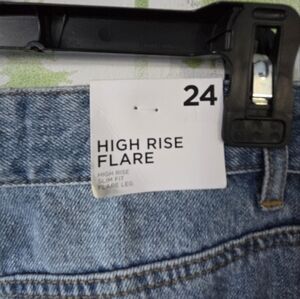 24
HIGH RISE
FLARE
HIGH RISE
SLIM FIT
FLARE LEG